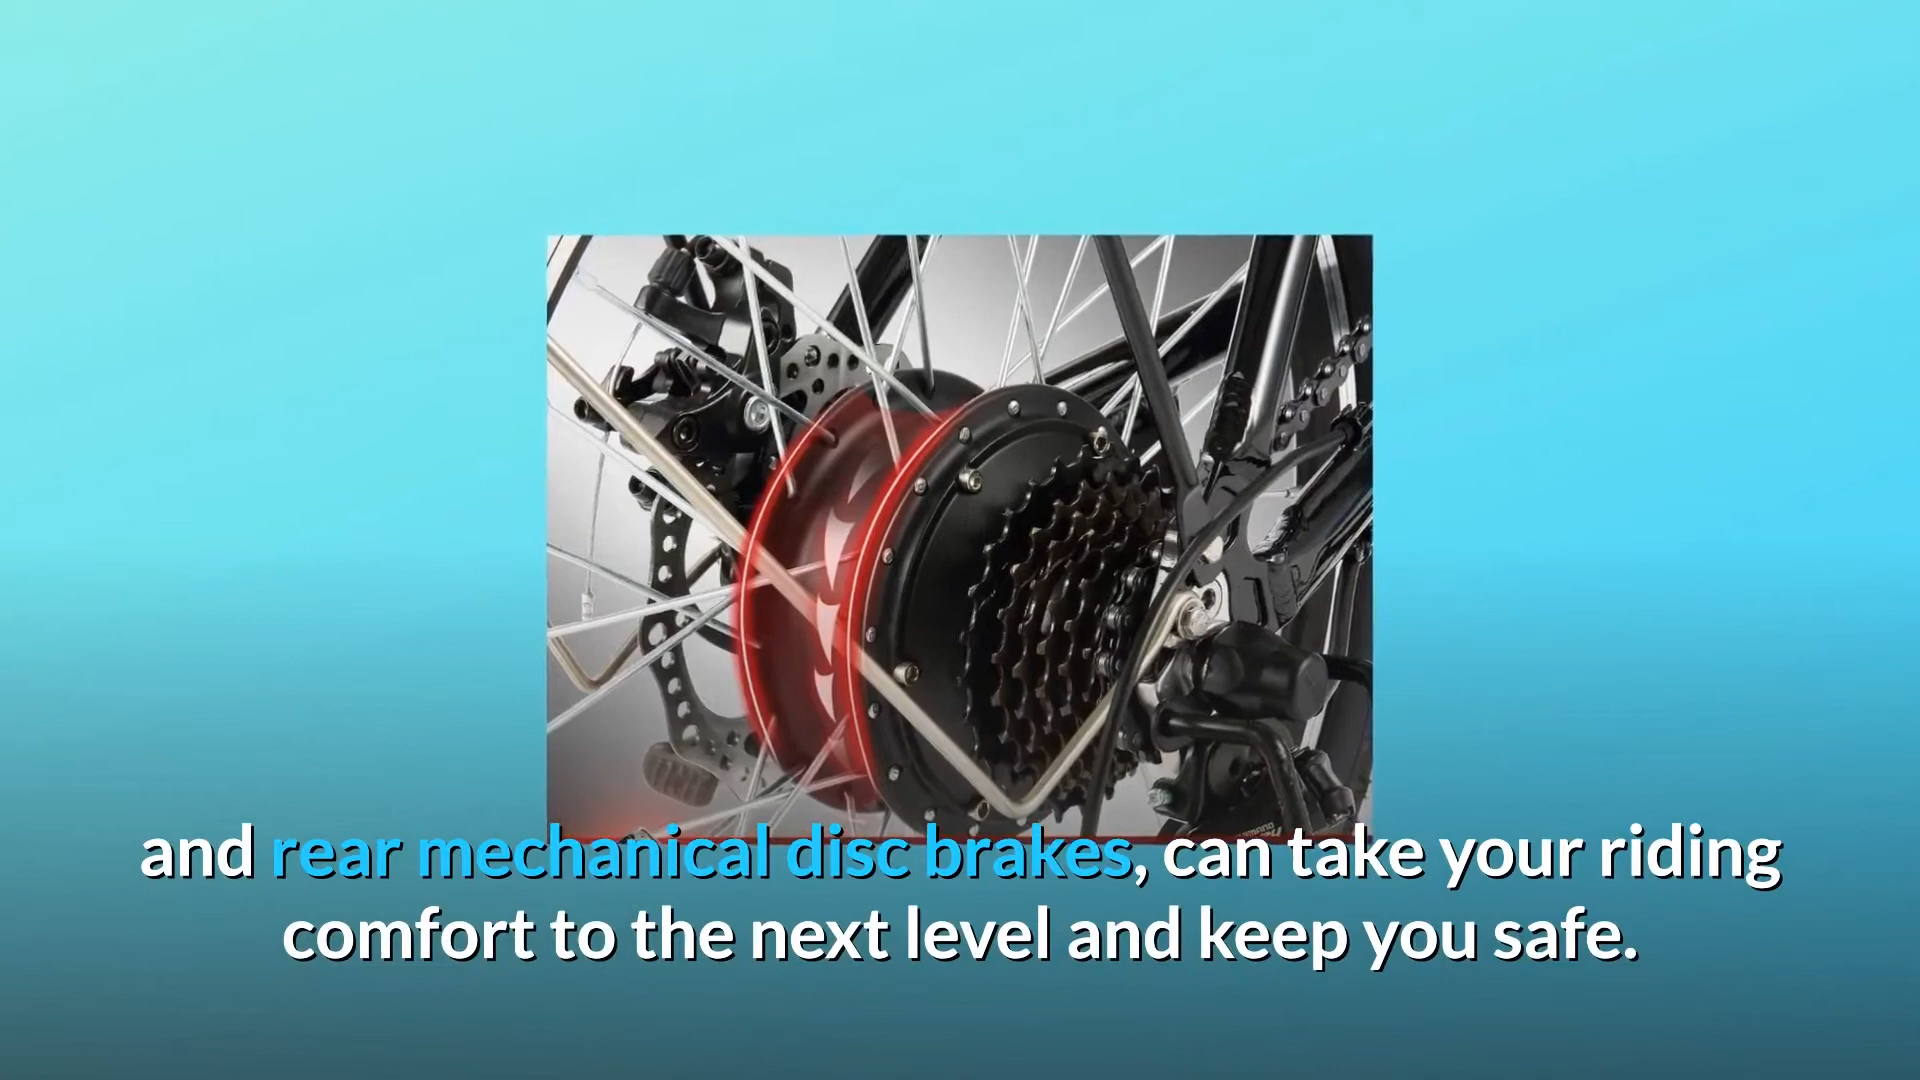 and rear mechanical disc brakes, can take your riding
comfort to the next level and keep you safe.